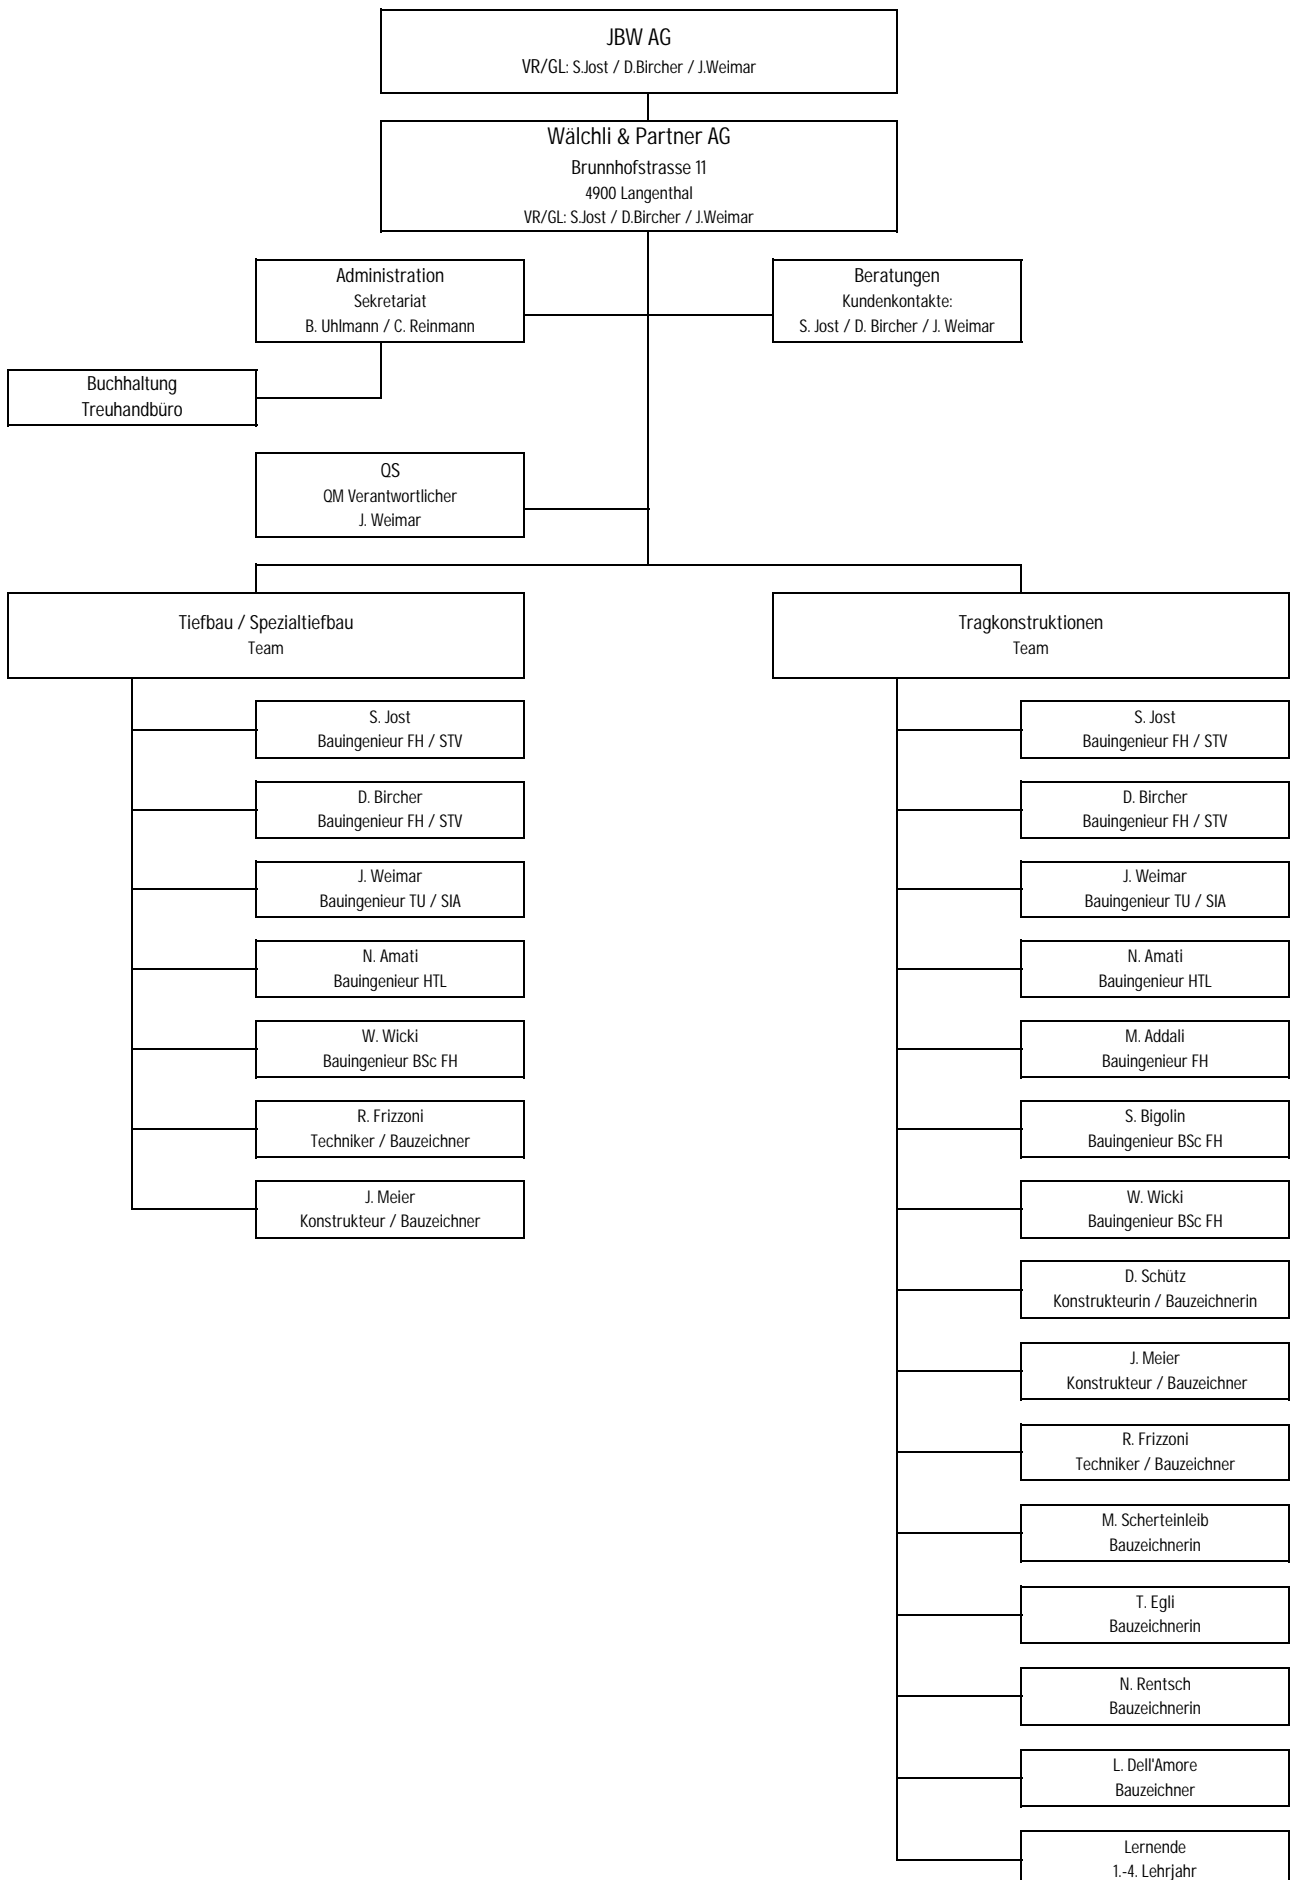 JBW AG
VR/GL: S.Jost / D.Bircher / J.Weimar
Wälchli & Partner AG
Brunnhofstrasse 11
4900 Langenthal
VR/GL: S.Jost / D.Bircher / J.Weimar
Administration
Sekretariat
B. Uhlmann / C. Reinmann
Beratungen
Kundenkontakte:
S. Jost / D. Bircher / J. Weimar
Buchhaltung
Treuhandbüro
QS
QM Verantwortlicher
J. Weimar
Tiefbau / Spezialtiefbau
Team
S. Jost
Bauingenieur FH / STV
D. Bircher
Bauingenieur FH / STV
J. Weimar
Bauingenieur TU / SIA
N. Amati
Bauingenieur HTL
W. Wicki
Bauingenieur BSc FH
R. Frizzoni
Techniker / Bauzeichner
J. Meier
Konstrukteur / Bauzeichner
Tragkonstruktionen
Team
S. Jost
Bauingenieur FH / STV
D. Bircher
Bauingenieur FH / STV
J. Weimar
Bauingenieur TU / SIA
N. Amati
Bauingenieur HTL
M. Addali
Bauingenieur FH
S. Bigolin
Bauingenieur BSc FH
W. Wicki
Bauingenieur BSc FH
D. Schütz
Konstrukteurin / Bauzeichnerin
J. Meier
Konstrukteur / Bauzeichner
R. Frizzoni
Techniker / Bauzeichner
M. Scherteinleib
Bauzeichnerin
T. Egli
Bauzeichnerin
N. Rentsch
Bauzeichnerin
L. Dell'Amore
Bauzeichner
Lernende
1.-4. Lehrjahr